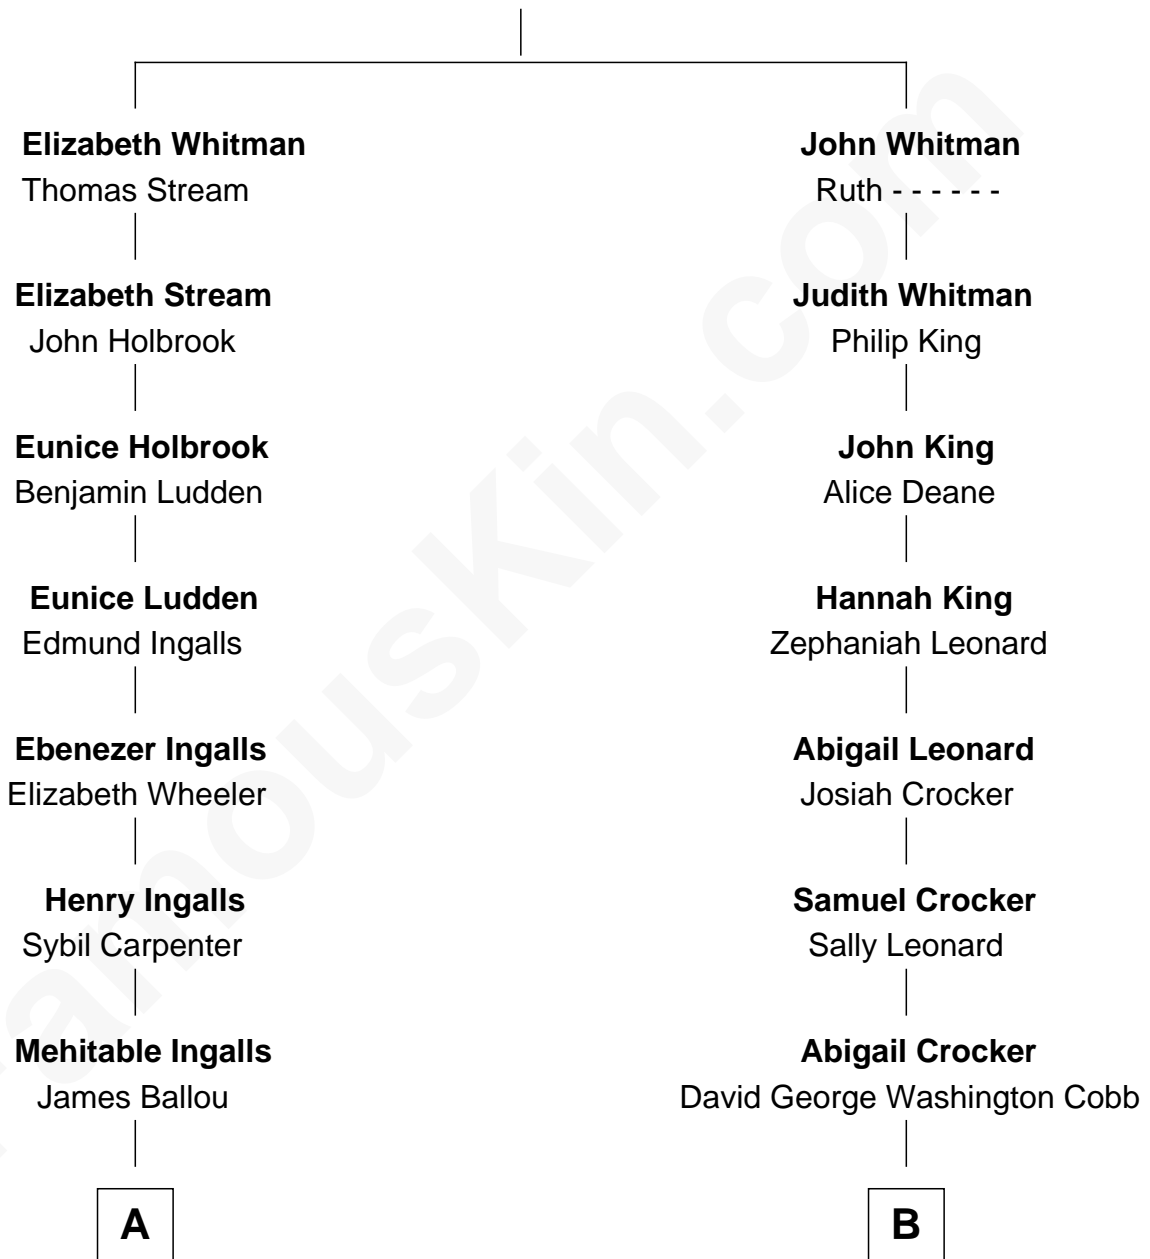 Elizabeth Whitman
Thomas Stream
John Whitman
Ruth - - - - - -
Elizabeth Stream
John Holbrook
Judith Whitman
Philip King
Eunice Holbrook
Benjamin Ludden
John King
Alice Deane
Eunice Ludden
Edmund Ingalls
Hannah King
Zephaniah Leonard
Ebenezer Ingalls
Elizabeth Wheeler
Abigail Leonard
Josiah Crocker
Henry Ingalls
Sybil Carpenter
Samuel Crocker
Sally Leonard
Mehitable Ingalls
James Ballou
Abigail Crocker
David George Washington Cobb
A
B
FamousKin.com